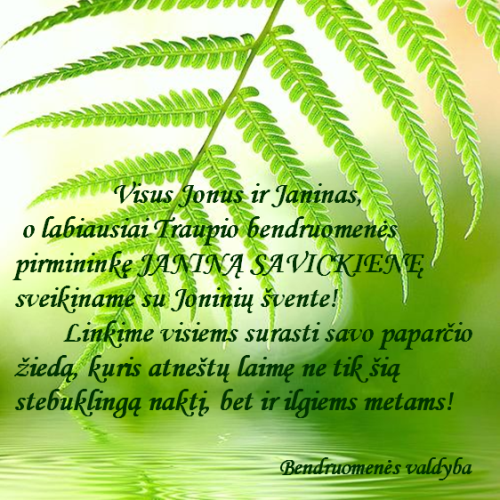 Visus Jonus ir Janinas,
o labiausiai Traupio bendruomenės
pirmininkę JANINĄ SAVICKIENĘ
sveikiname su Joninių švente!
Linkime visiems surasti savo paparčio
žiedą, kuris atneštų laimę ne tik šią
stebuklingą naktį, bet ir ilgiems metams!
Bendruomenės valdyba